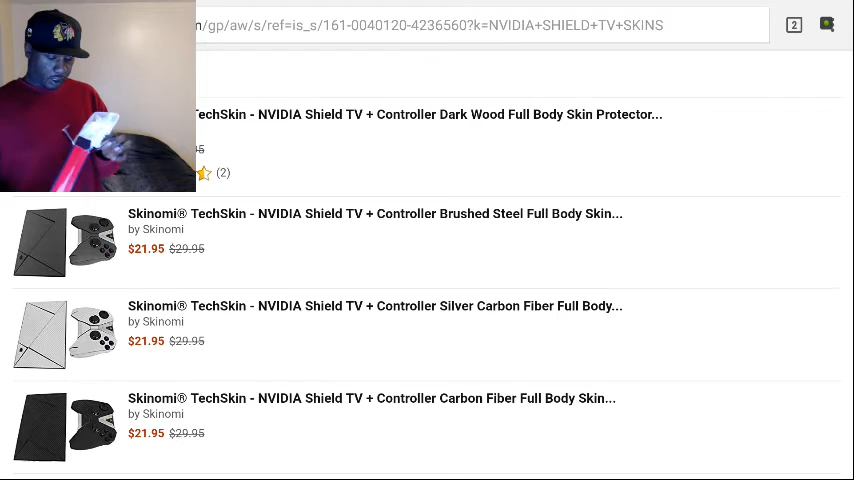 n/gp/aw/s/ref=is_s/161-0040120-4236560?k=NVIDIA+SHIELD+TV+SKINS
2
TechSkin - NVIDIA Shield TV + Controller Dark Wood Full Body Skin Protector...
95
(2)
Skinomi® TechSkin - NVIDIA Shield TV + Controller Brushed Steel Full Body Skin...
by Skinomi
$21.95 $29.95
Skinomi® TechSkin - NVIDIA Shield TV + Controller Silver Carbon Fiber Full Body...
by Skinomi
$21.95 $29.95
Skinomi® TechSkin - NVIDIA Shield TV + Controller Carbon Fiber Full Body Skin...
by Skinomi
$21.95 $29.95